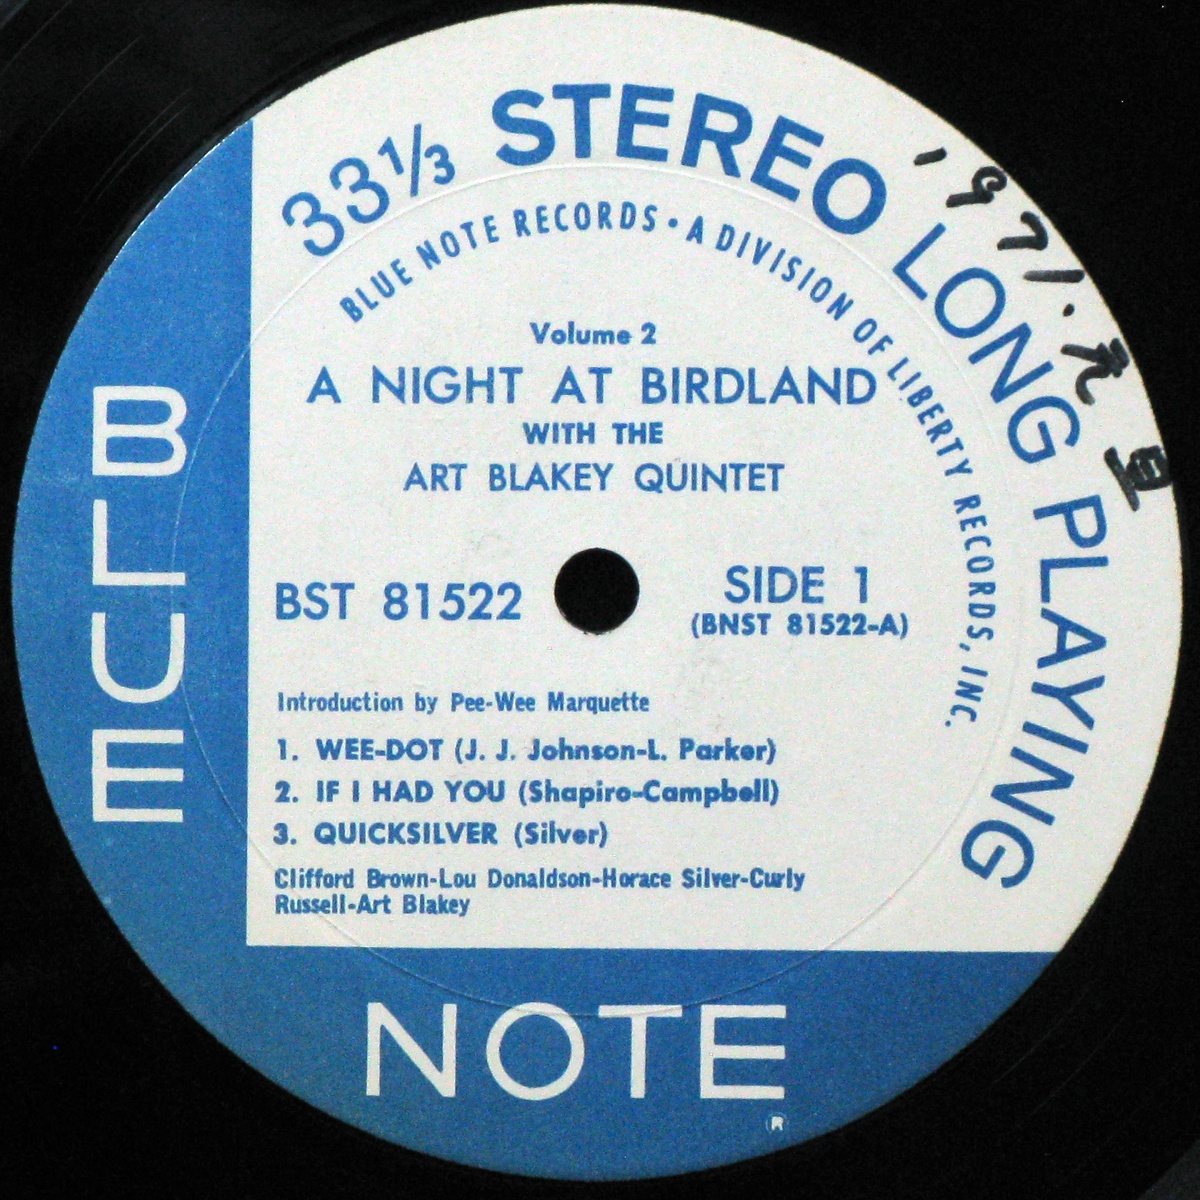 33⅓ STEREO LONG PLAYING
BLUE NOTE RECORDS • A DIVISION OF LIBERTY RECORDS, INC.
Volume 2
A NIGHT AT BIRDLAND
WITH THE
ART BLAKEY QUINTET
BST 81522
SIDE 1
(BNST 81522-A)
Introduction by Pee-Wee Marquette
1. WEE-DOT (J. J. Johnson-L. Parker)
2. IF I HAD YOU (Shapiro-Campbell)
3. QUICKSILVER (Silver)
Clifford Brown-Lou Donaldson-Horace Silver-Curly
Russell-Art Blakey
BLUE
NOTE
®
1971.